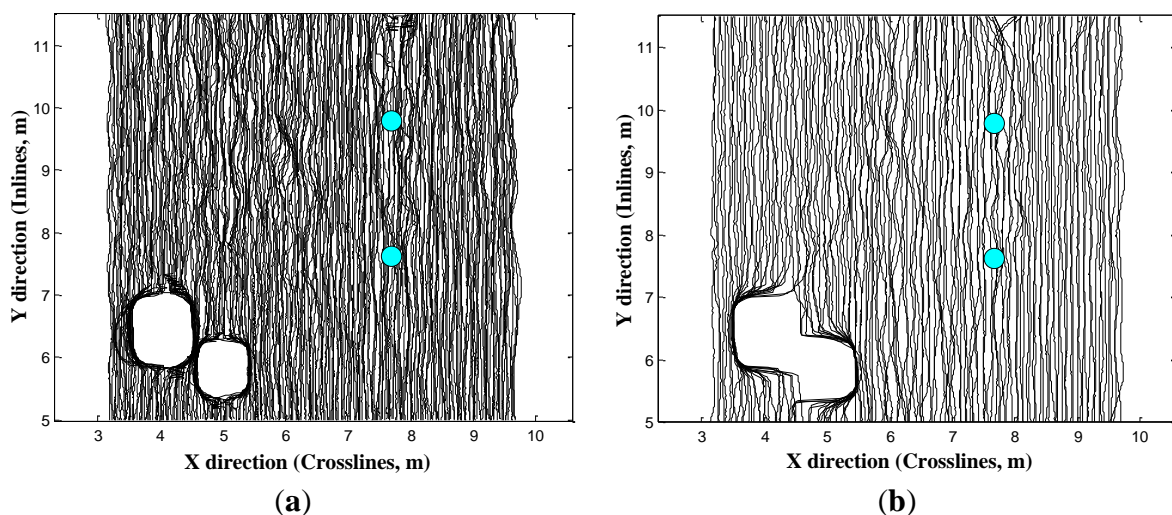 11
10
9
8
7
6
5
3 4 5 6 7 8 9 10
Y direction (Inlines, m)
X direction (Crosslines, m)
(a)
11
10
9
8
7
6
5
3 4 5 6 7 8 9 10
Y direction (Inlines, m)
X direction (Crosslines, m)
(b)